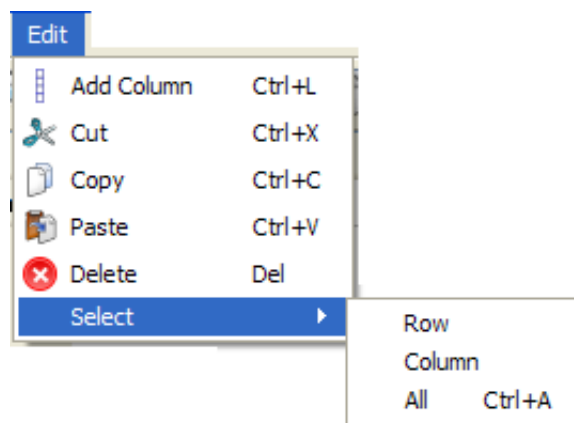 Edit
Add Column Ctrl+L
Cut Ctrl+X
Copy Ctrl+C
Paste Ctrl+V
Delete Del
Select
Row
Column
All Ctrl+A